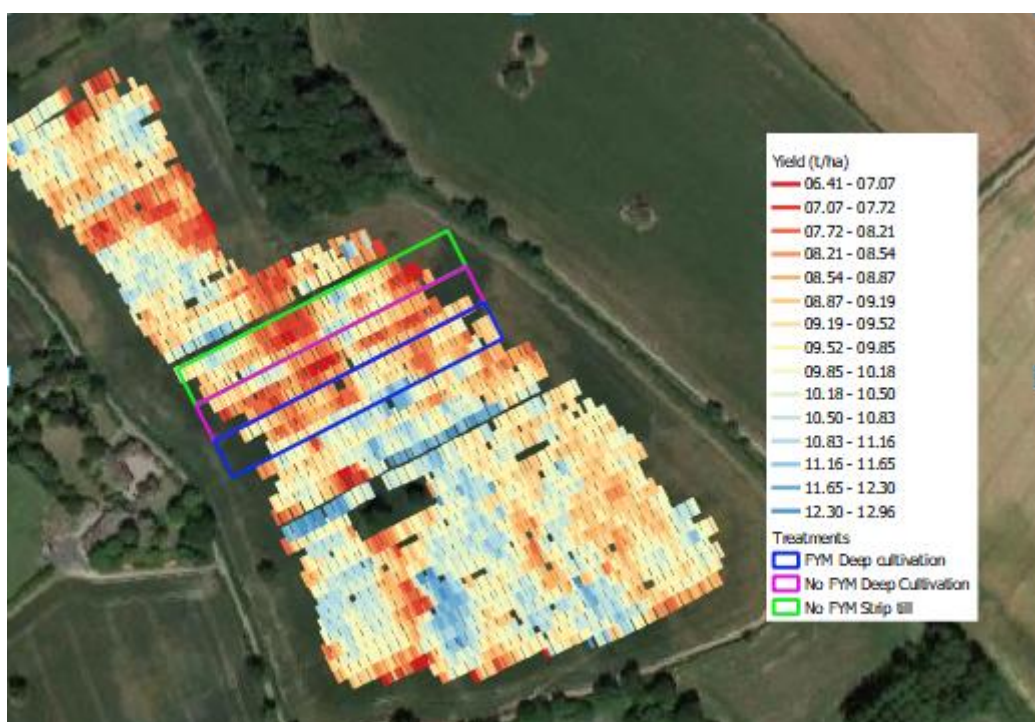 Yield (t/ha)
06.41 - 07.07
07.07 - 07.72
07.72 - 08.21
08.21 - 08.54
08.54 - 08.87
08.87 - 09.19
09.19 - 09.52
09.52 - 09.85
09.85 - 10.18
10.18 - 10.50
10.50 - 10.83
10.83 - 11.16
11.16 - 11.65
11.65 - 12.30
12.30 - 12.96
Treatments
FYM Deep cultivation
No FYM Deep Cultivation
No FYM Strip till